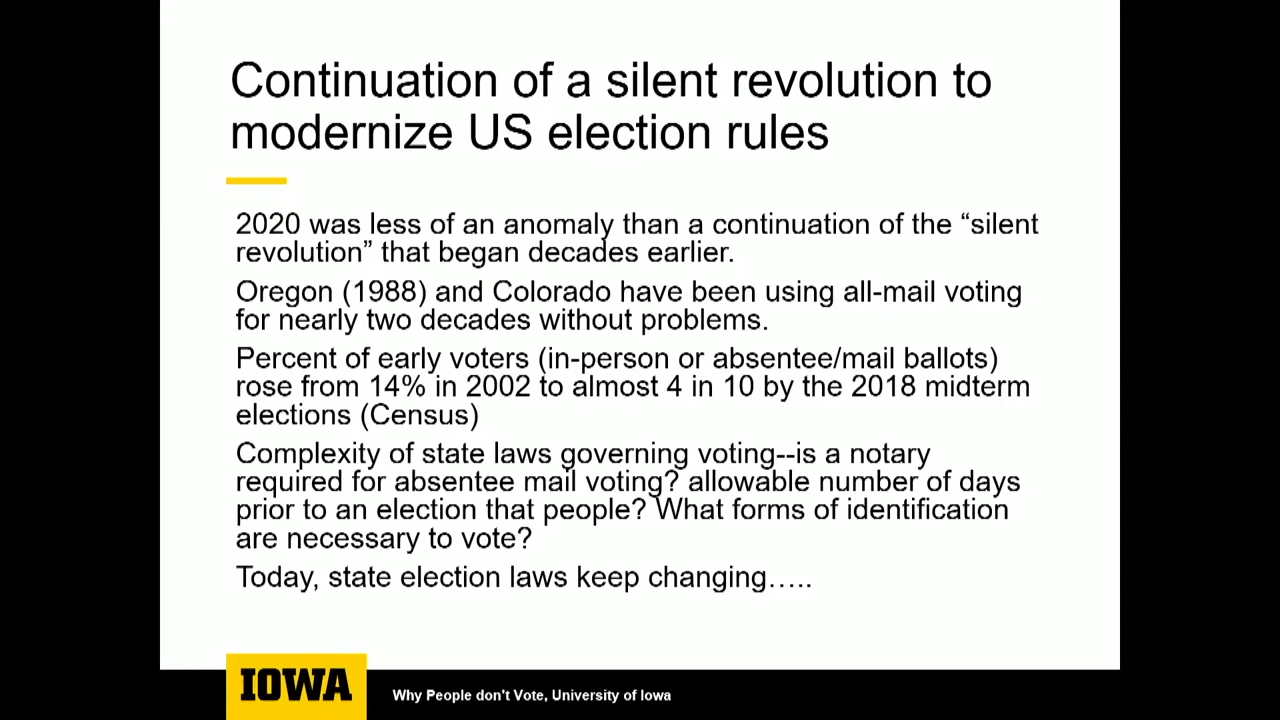 Continuation of a silent revolution to
modernize US election rules
2020 was less of an anomaly than a continuation of the “silent
revolution” that began decades earlier.
Oregon (1988) and Colorado have been using all-mail voting
for nearly two decades without problems.
Percent of early voters (in-person or absentee/mail ballots)
rose from 14% in 2002 to almost 4 in 10 by the 2018 midterm
elections (Census)
Complexity of state laws governing voting--is a notary
required for absentee mail voting? allowable number of days
prior to an election that people? What forms of identification
are necessary to vote?
Today, state election laws keep changing…..
IOWA
Why People don't Vote, University of Iowa